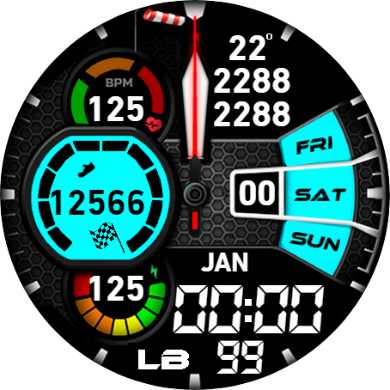 22°
2288
2288
BPM
125
FRI
00 SAT
SUN
12566
JAN
125
00:00
LB 99